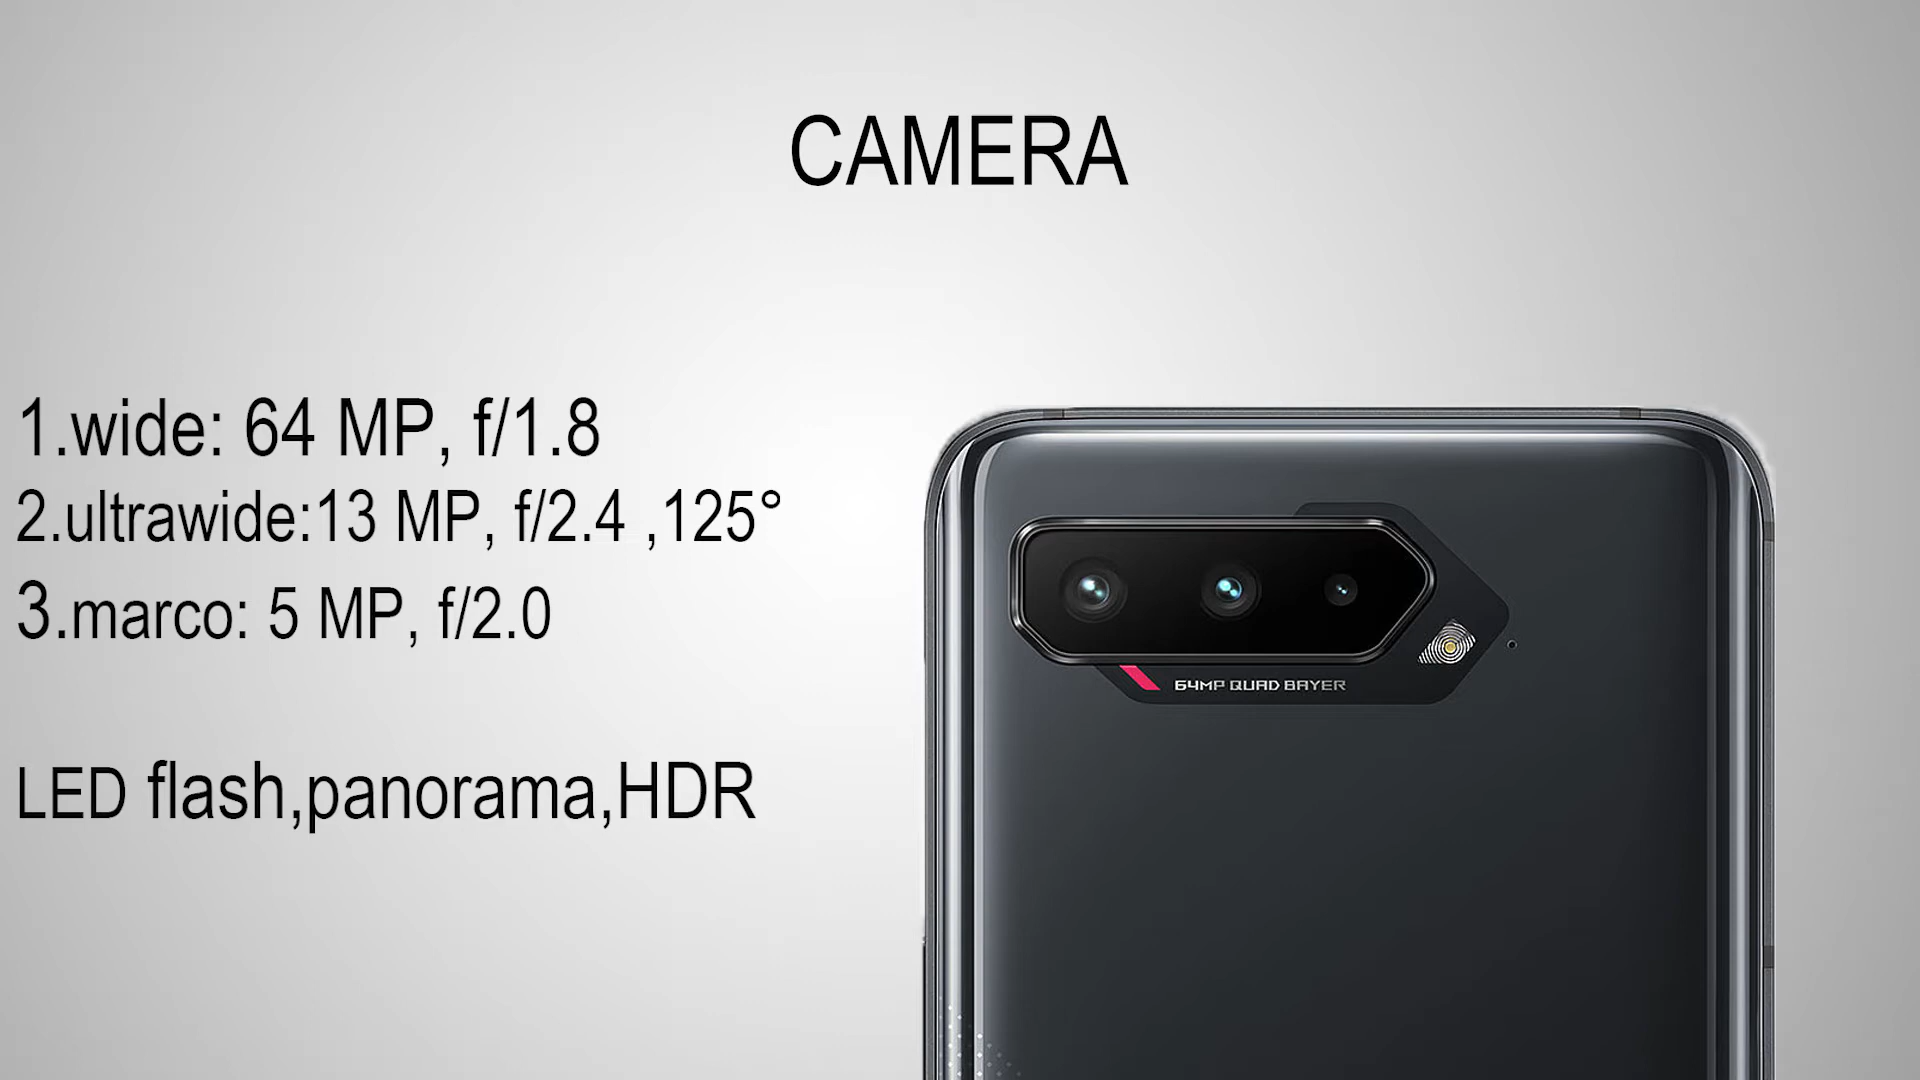 CAMERA
1.wide: 64 MP, f/1.8
2.ultrawide:13 MP, f/2.4 ,125°
3.marco: 5 MP, f/2.0
64MP QUAD BAYER
LED flash,panorama,HDR